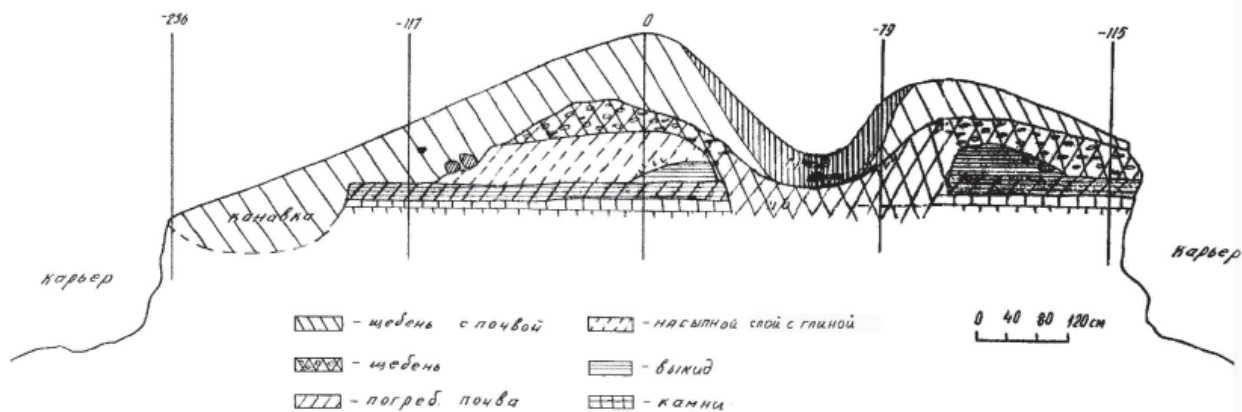 -236 -117 0 -79 -115
канавка
карьер
карьер
- щебень с почвой
- насыпной слой с глиной
0 40 80 120 см
- щебень
- выкид
- погреб. почва
- камни